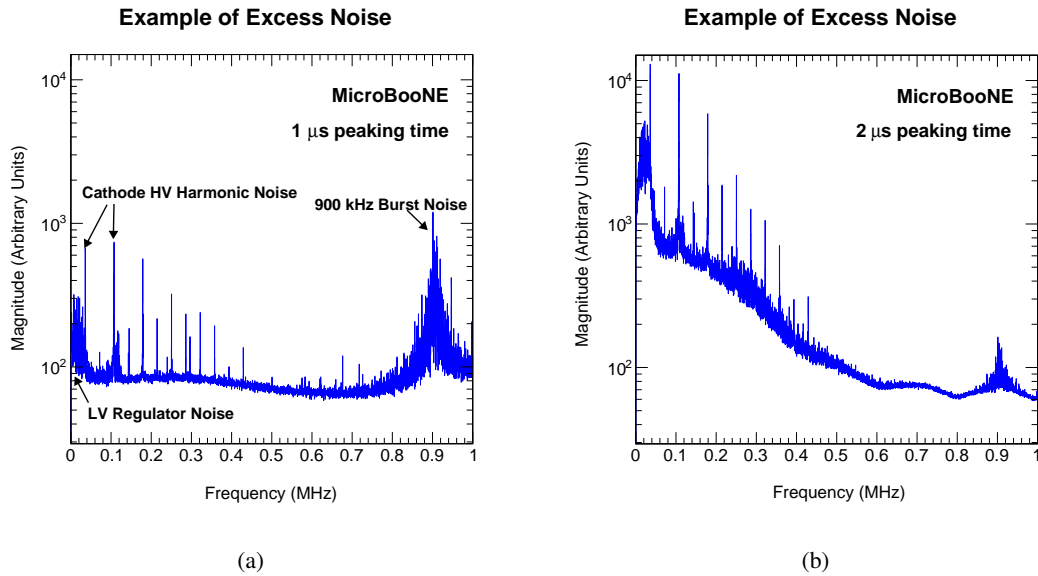 Example of Excess Noise
MicroBooNE
1 μs peaking time
Cathode HV Harmonic Noise
900 kHz Burst Noise
LV Regulator Noise
Magnitude (Arbitrary Units)
10⁴
10³
10²
0 0.1 0.2 0.3 0.4 0.5 0.6 0.7 0.8 0.9 1
Frequency (MHz)
(a)
Example of Excess Noise
MicroBooNE
2 μs peaking time
Magnitude (Arbitrary Units)
10⁴
10³
10²
0 0.1 0.2 0.3 0.4 0.5 0.6 0.7 0.8 0.9 1
Frequency (MHz)
(b)